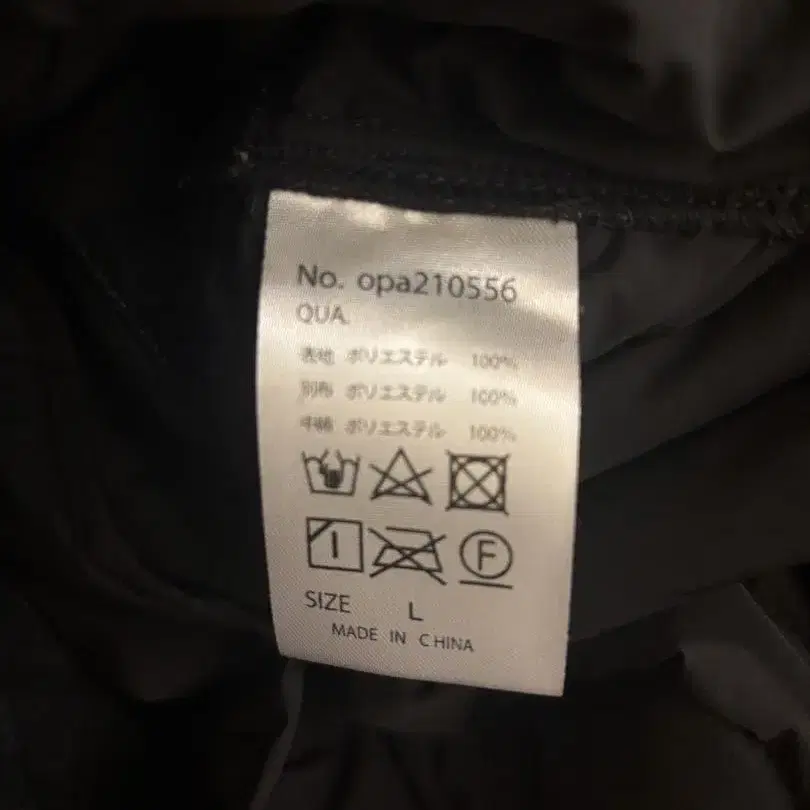 No. opa210556
QUA.
表地 ポリエステル 100%
別布 ポリエステル 100%
中綿 ポリエステル 100%
F
SIZE L
MADE IN CHINA